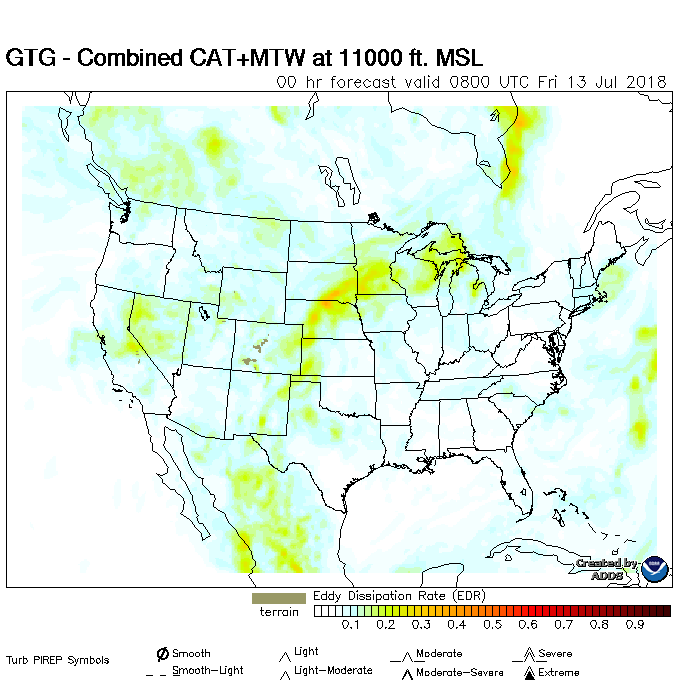 GTG - Combined CAT+MTW at 11000 ft. MSL
00 hr forecast valid 0800 UTC Fri 13 Jul 2018
Created by
ADDS
Eddy Dissipation Rate (EDR)
terrain
0.1 0.2 0.3 0.4 0.5 0.6 0.7 0.8 0.9
Turb PIREP Symbols
Smooth
Light
Moderate
Severe
Smooth-Light
Light-Moderate
Moderate-Severe
Extreme